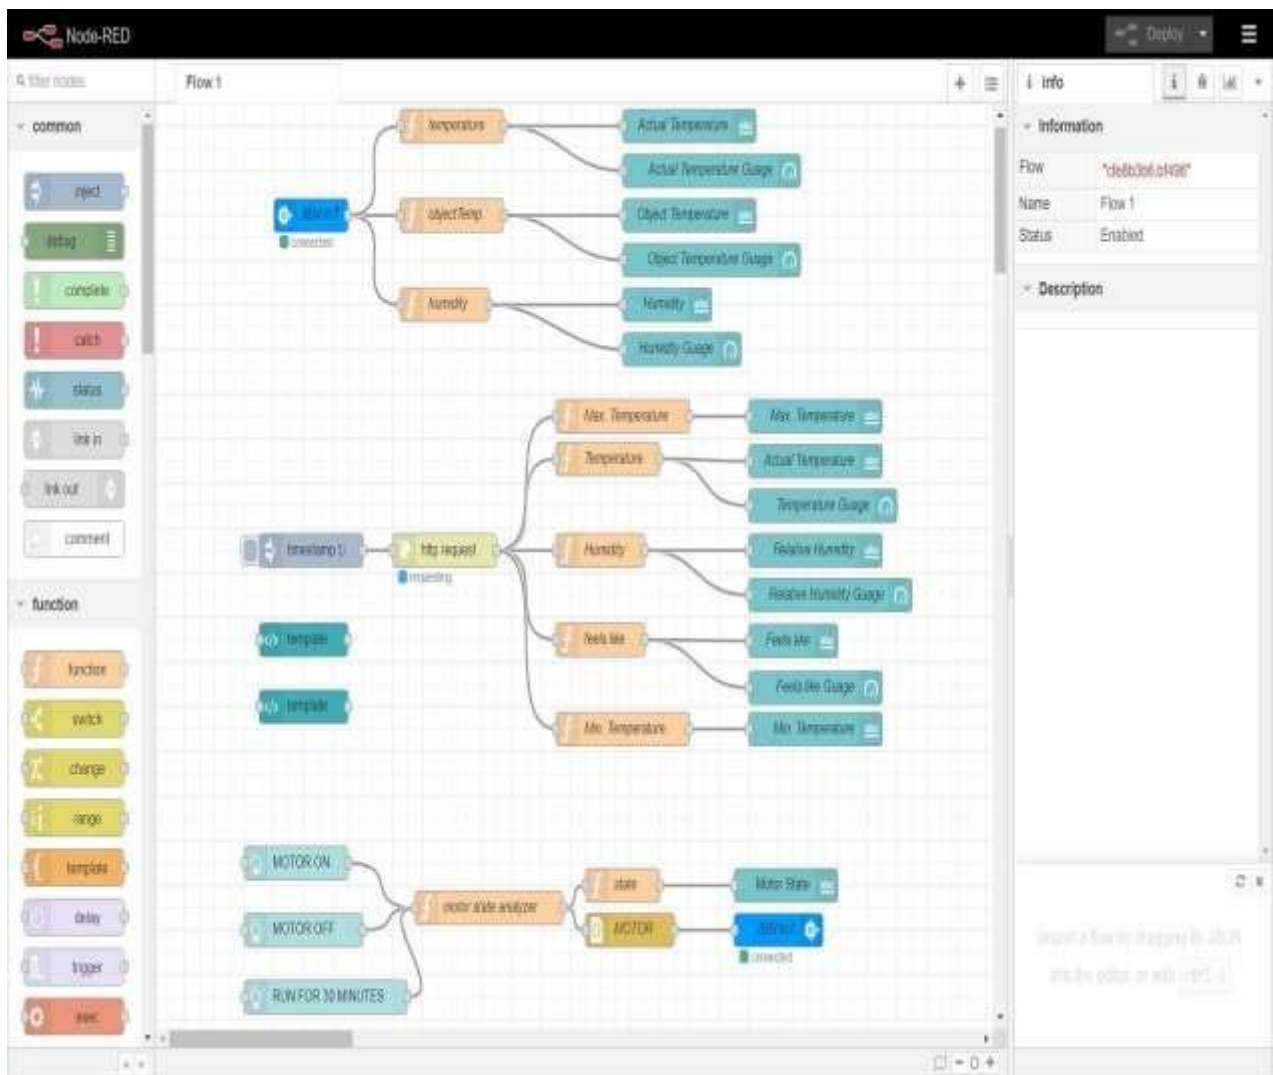 Node-RED
Deploy
filter nodes
Flow 1
i info
common
inject
debug
complete
catch
status
link in
link out
comment
function
function
switch
change
range
template
delay
trigger
exec
temperature
Actual Temperature
Actual Temperature Guage
connected
objectTemp
Object Temperature
Object Temperature Guage
humidity
Humidity
Humidity Guage
Max. Temperature
Max. Temperature
Temperature
Actual Temperature
Temperature Guage
timestamp
http request
requesting
Humidity
Relative Humidity
Relative Humidity Guage
template
feels like
Feels like
Feels like Guage
template
Min. Temperature
Min. Temperature
MOTOR ON
MOTOR OFF
RUN FOR 30 MINUTES
motor state analyzer
state
Motor State
MOTOR
connected
Information
Flow
Name Flow 1
Status Enabled
Description